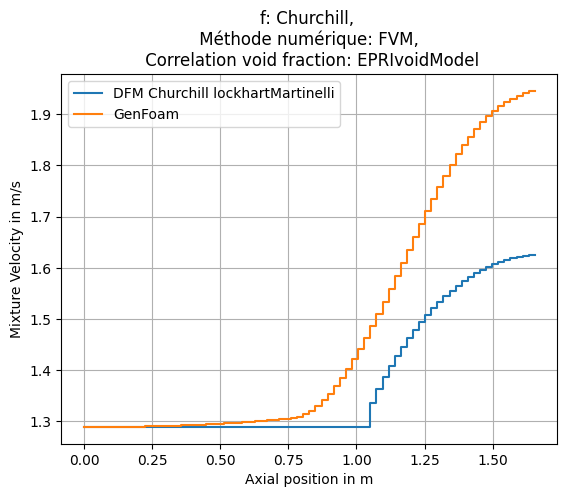 f: Churchill,
Méthode numérique: FVM,
Correlation void fraction: EPRIvoidModel
DFM Churchill lockhartMartinelli
GenFoam
Mixture Velocity in m/s
1.9
1.8
1.7
1.6
1.5
1.4
1.3
0.00 0.25 0.50 0.75 1.00 1.25 1.50
Axial position in m